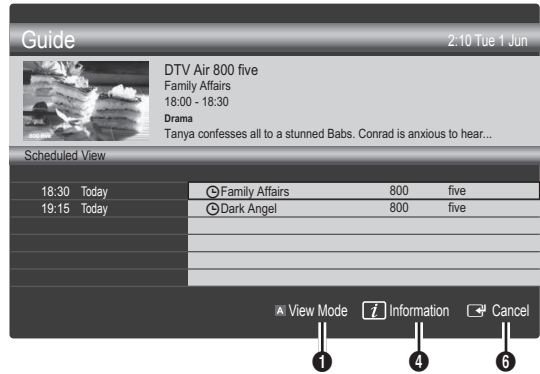 Guide 2:10 Tue 1 Jun
DTV Air 800 five
Family Affairs
18:00 - 18:30
Drama
Tanya confesses all to a stunned Babs. Conrad is anxious to hear...
800 five
Scheduled View
18:30 Today Family Affairs 800 five
19:15 Today Dark Angel 800 five
A View Mode i Information Cancel
1 4 6